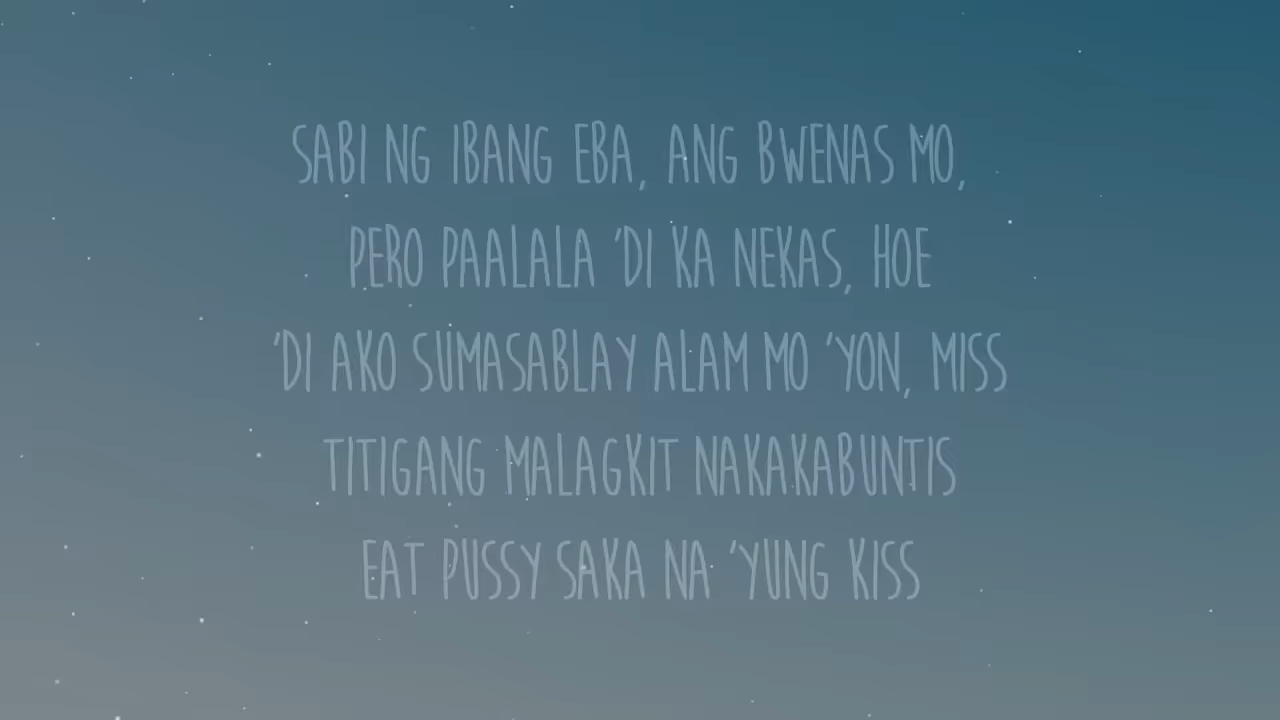 SABI NG IBANG EBA, ANG BWENAS MO,
PERO PAALALA 'DI KA NEKAS, HOE
'DI AKO SUMASABLAY ALAM MO 'YON, MISS
TITIGANG MALAGKIT NAKAKABUNTIS
EAT PUSSY SAKA NA 'YUNG KISS